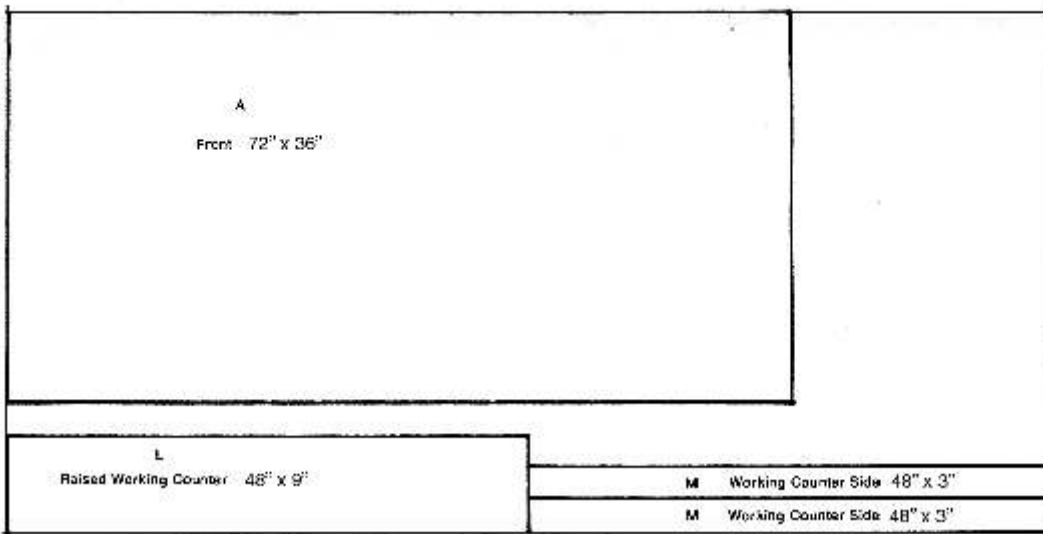 A
Front 72" x 36"
L
Raised Working Counter 48" x 9"
M Working Counter Side 48" x 3"
M Working Counter Side 48" x 3"